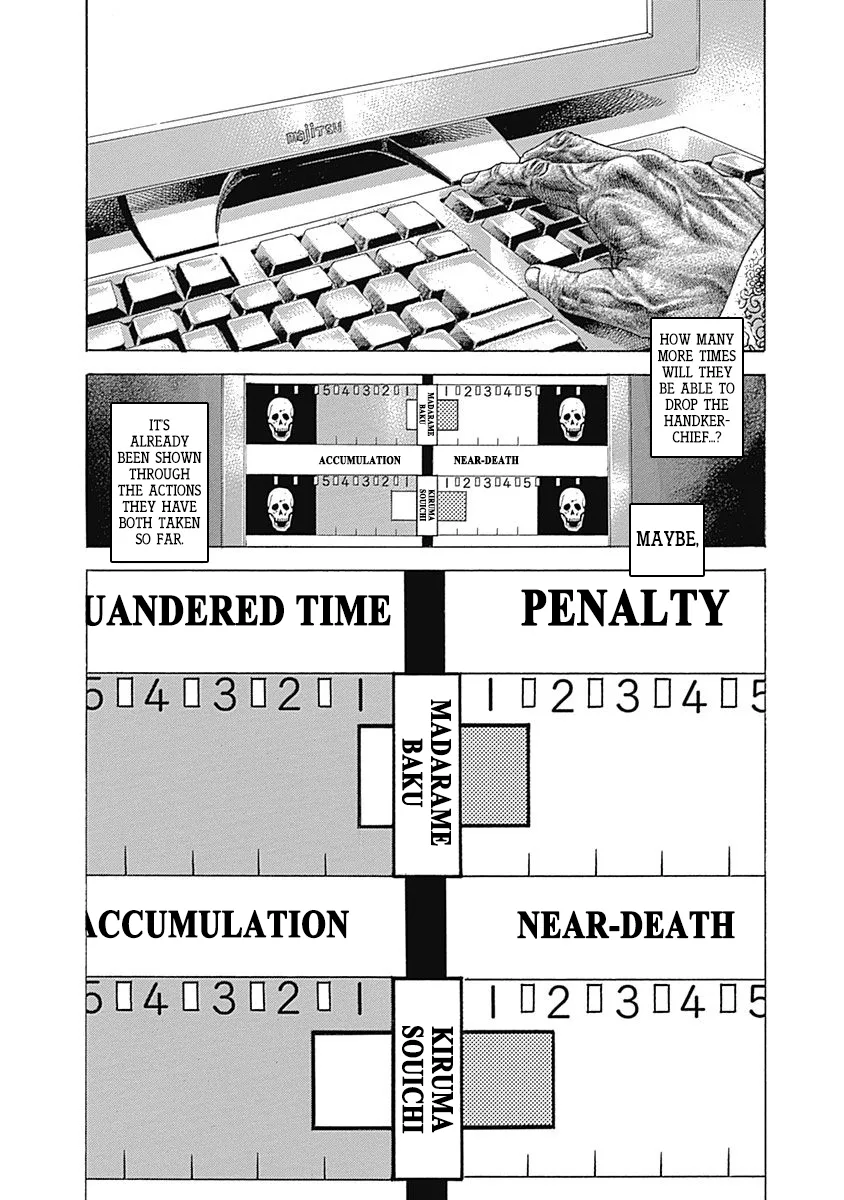 majitsu
HOW MANY
MORE TIMES
WILL THEY
BE ABLE TO
DROP THE
HANDKER-
CHIEF...?
IT'S
ALREADY
BEEN SHOWN
THROUGH
THE ACTIONS
THEY HAVE
BOTH TAKEN
SO FAR.
5 4 3 2 1
MADARAME
BAKU
1 2 3 4 5
ACCUMULATION
NEAR-DEATH
5 4 3 2 1
KIRUMA
SOUICHI
1 2 3 4 5
MAYBE,
UANDERED TIME
PENALTY
5 4 3 2 1
MADARAME
BAKU
1 2 3 4 5
ACCUMULATION
NEAR-DEATH
5 4 3 2 1
KIRUMA
SOUICHI
1 2 3 4 5